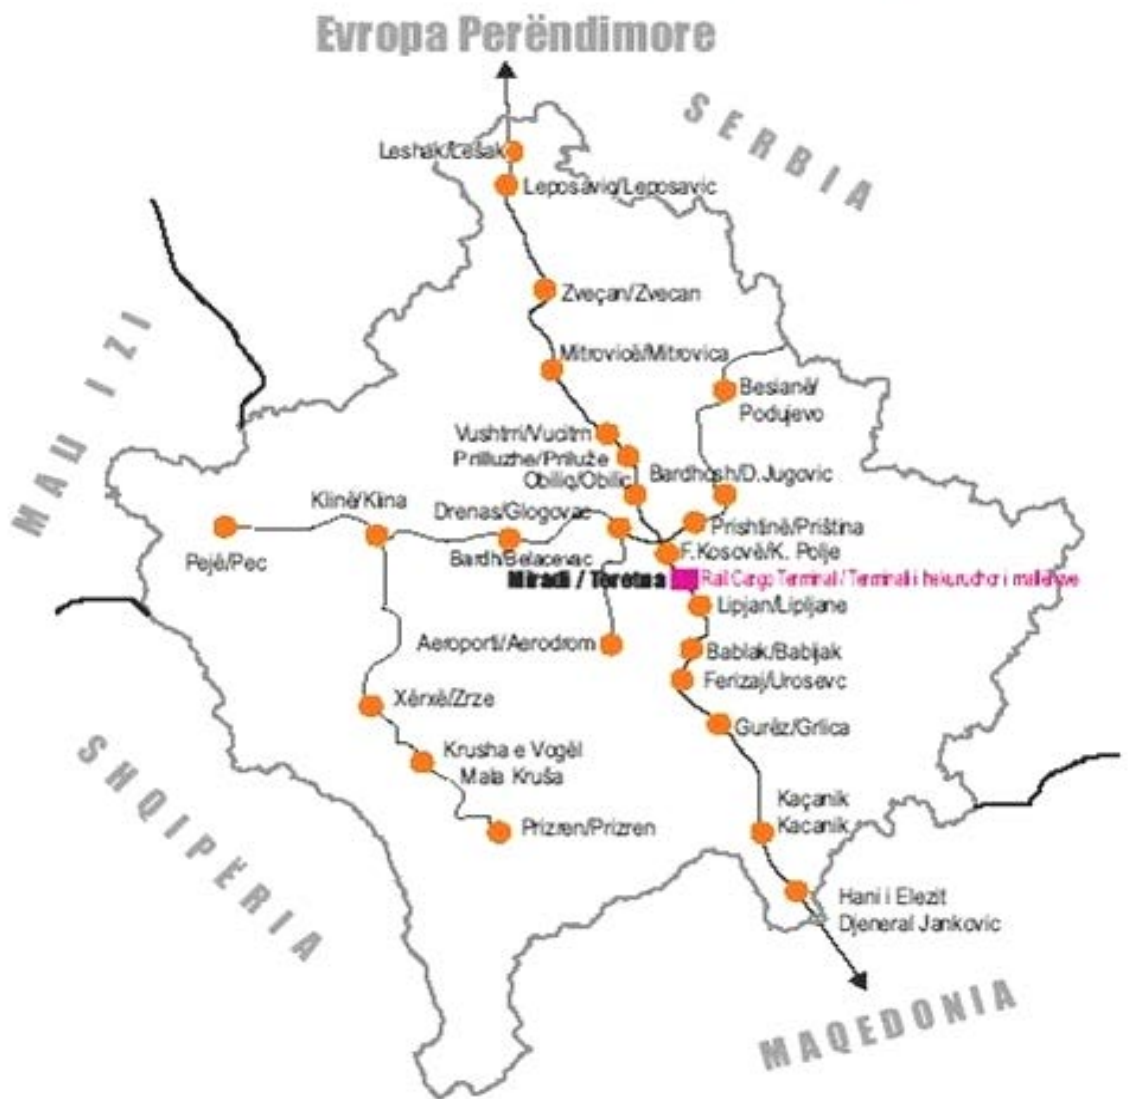 Evropa Perëndimore
SERBIA
Leshak/Lešak
Leposaviq/Leposavic
Zveçan/Zvecan
MAЦ I ZI
Mitrovicë/Mitrovica
Besianë/
Podujevo
Vushtrri/Vucitrn
Prilluzhe/Priluže
Obiliq/Obilic
Bardhosh/D.Jugovic
Klinë/Klina
Drenas/Glogovac
Prishtinë/Priština
Pejë/Pec
Bardh/Belacevac
F.Kosovë/K. Polje
Miradi / Teretna
Rail Cargo Terminal / Terminali i hekurudhor i mallërave
Lipjan/Lipljane
Aeroporti/Aerodrom
Bablak/Babljak
Ferizaj/Urosevc
Xërxë/Zrze
Gurëz/Grlica
Krusha e Vogël
Mala Kruša
SHQIPËRIA
Kaçanik
Kacanik
Prizren/Prizren
Hani i Elezit
Djeneral Jankovic
MAQEDONIA